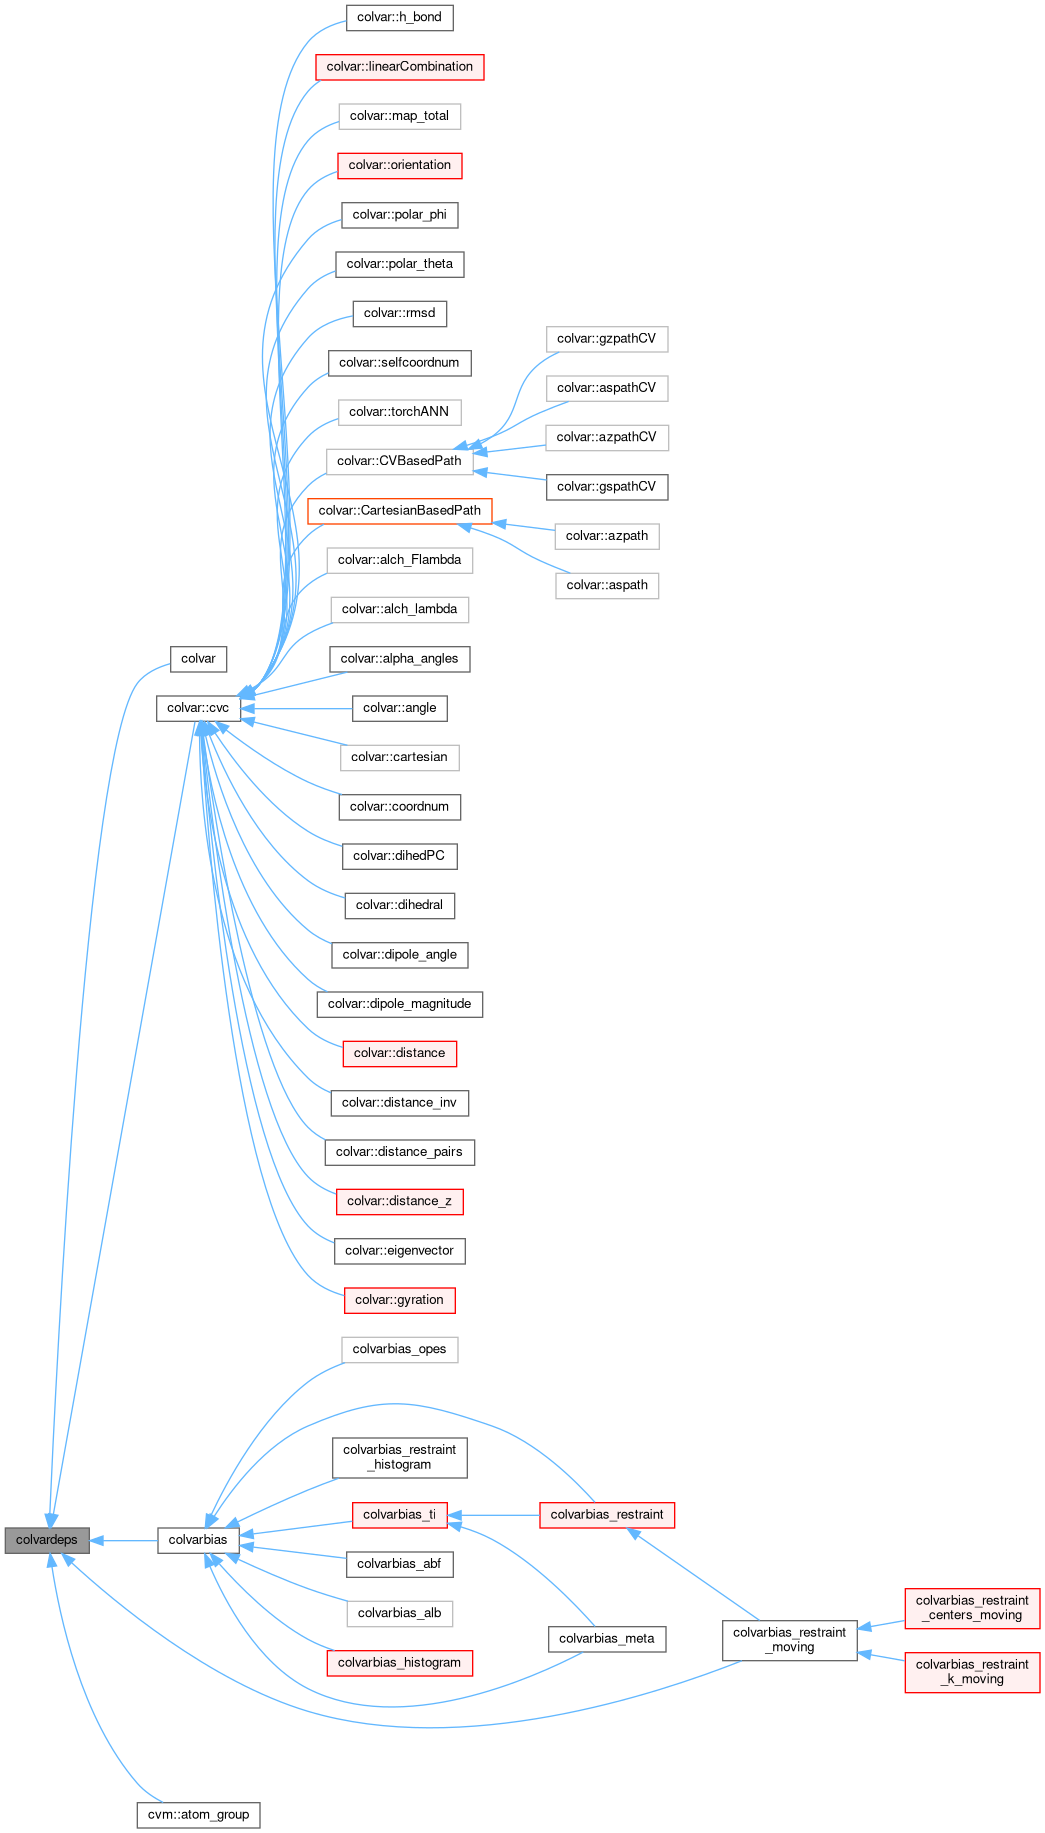 colvar::h_bond
colvar::linearCombination
colvar::map_total
colvar::orientation
colvar::polar_phi
colvar::polar_theta
colvar::rmsd
colvar::selfcoordnum
colvar::torchANN
colvar::CVBasedPath
colvar::gzpathCV
colvar::aspathCV
colvar::azpathCV
colvar::gspathCV
colvar::CartesianBasedPath
colvar::azpath
colvar::aspath
colvar::alch_Flambda
colvar::alch_lambda
colvar
colvar::alpha_angles
colvar::cvc
colvar::angle
colvar::cartesian
colvar::coordnum
colvar::dihedPC
colvar::dihedral
colvar::dipole_angle
colvar::dipole_magnitude
colvar::distance
colvar::distance_inv
colvar::distance_pairs
colvar::distance_z
colvar::eigenvector
colvar::gyration
colvarbias_opes
colvarbias_restraint
_histogram
colvarbias_ti
colvarbias_restraint
colvardeps
colvarbias
colvarbias_abf
colvarbias_alb
colvarbias_histogram
colvarbias_meta
colvarbias_restraint
_moving
colvarbias_restraint
_centers_moving
colvarbias_restraint
_k_moving
cvm::atom_group